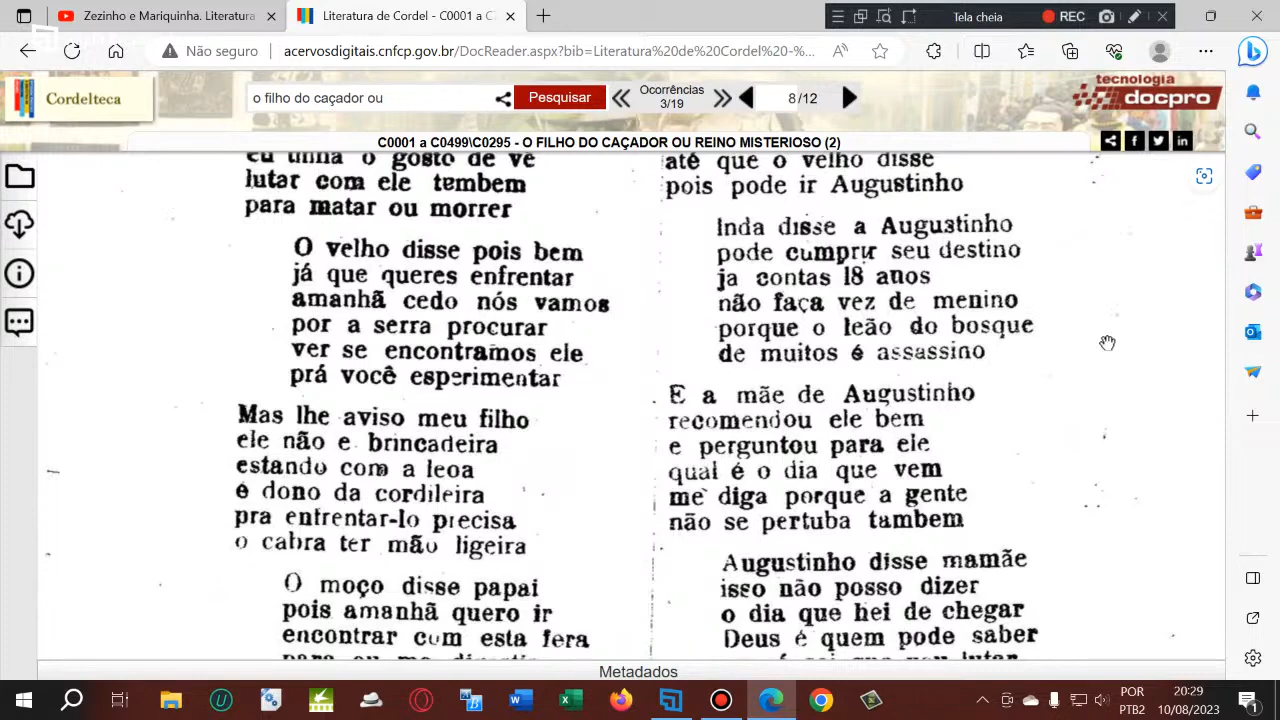 Zezinho e Mariquinha Literatura
Literatura de Cordel - C0001 a C
Tela cheia
REC
Não seguro
acervosdigitais.cnfcp.gov.br/DocReader.aspx?bib=Literatura%20de%20Cordel%20-%...
Cordelteca
o filho do caçador ou
Pesquisar
Ocorrências
3/19
8/12
tecnologia
docpro
C0001 a C0499\C0295 - O FILHO DO CAÇADOR OU REINO MISTERIOSO (2)
eu tinha o gosto de vê
lutar com ele tembem
para matar ou morrer
O velho disse pois bem
já que queres enfrentar
amanhã cedo nós vamos
por a serra procurar
ver se encontramos ele
prá você esperimentar
Mas lhe aviso meu filho
ele não e brincadeira
estando com a leoa
é dono da cordileira
pra enfrentar-lo precisa
o cabra ter mão ligeira
O moço disse papai
pois amanhã quero ir
encontrar com esta fera
até que o velho disse
pois pode ir Augustinho
Inda disse a Augustinho
pode cumprir seu destino
ja contas 18 anos
não faça vez de menino
porque o leão do bosque
de muitos é assassino
E a mãe de Augustinho
recomendou ele bem
e perguntou para ele
qual é o dia que vem
me diga porque a gente
não se pertuba tambem
Augustinho disse mamãe
isso não posso dizer
o dia que hei de chegar
Deus é quem pode saber
Metadados
POR
PTB2
20:29
10/08/2023